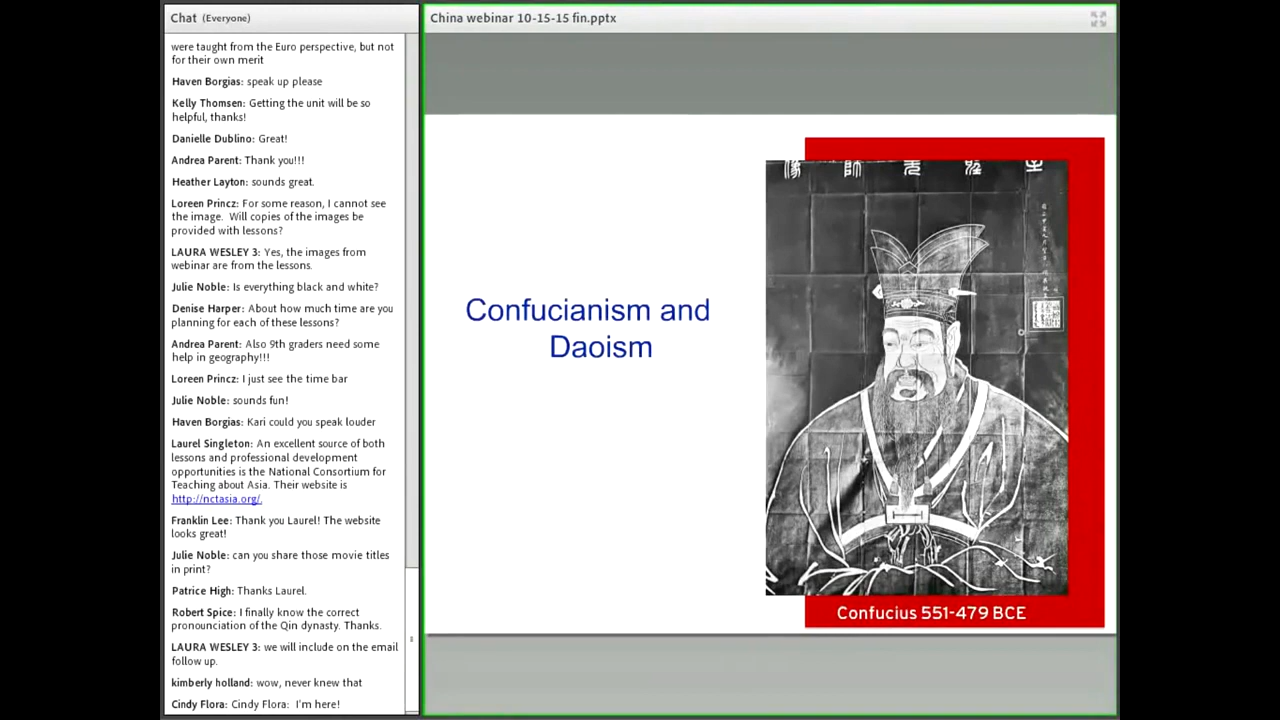 Chat (Everyone)
were taught from the Euro perspective, but not
for their own merit
Haven Borgias: speak up please
Kelly Thomsen: Getting the unit will be so
helpful, thanks!
Danielle Dublino: Great!
Andrea Parent: Thank you!!!
Heather Layton: sounds great.
Loreen Princz: For some reason, I cannot see
the image. Will copies of the images be
provided with lessons?
LAURA WESLEY 3: Yes, the images from
webinar are from the lessons.
Julie Noble: Is everything black and white?
Denise Harper: About how much time are you
planning for each of these lessons?
Andrea Parent: Also 9th graders need some
help in geography!!!
Loreen Princz: I just see the time bar
Julie Noble: sounds fun!
Haven Borgias: Kari could you speak louder
Laurel Singleton: An excellent source of both
lessons and professional development
opportunities is the National Consortium for
Teaching about Asia. Their website is
http://nctasia.org/.
Franklin Lee: Thank you Laurel! The website
looks great!
Julie Noble: can you share those movie titles
in print?
Patrice High: Thanks Laurel.
Robert Spice: I finally know the correct
pronounciation of the Qin dynasty. Thanks.
LAURA WESLEY 3: we will include on the email
follow up.
kimberly holland: wow, never knew that
Cindy Flora: Cindy Flora: I'm here!
China webinar 10-15-15 fin.pptx
Confucianism and
Daoism
Confucius 551-479 BCE